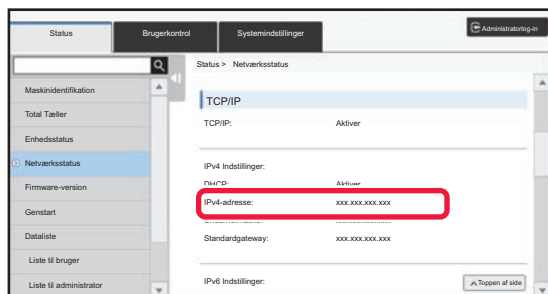 Status
Brugerkontrol
Systemindstillinger
Administratorlog-in
Status > Netværksstatus
Maskinidentifikation
Total Tæller
Enhedsstatus
Netværksstatus
Firmware-version
Genstart
Dataliste
Liste til bruger
Liste til administrator
TCP/IP
TCP/IP: Aktiver
IPv4 Indstillinger:
DHCP: Aktiver
IPv4-adresse: xxx.xxx.xxx.xxx
Standardgateway: xxx.xxx.xxx.xxx
IPv6 Indstillinger:
Toppen af side